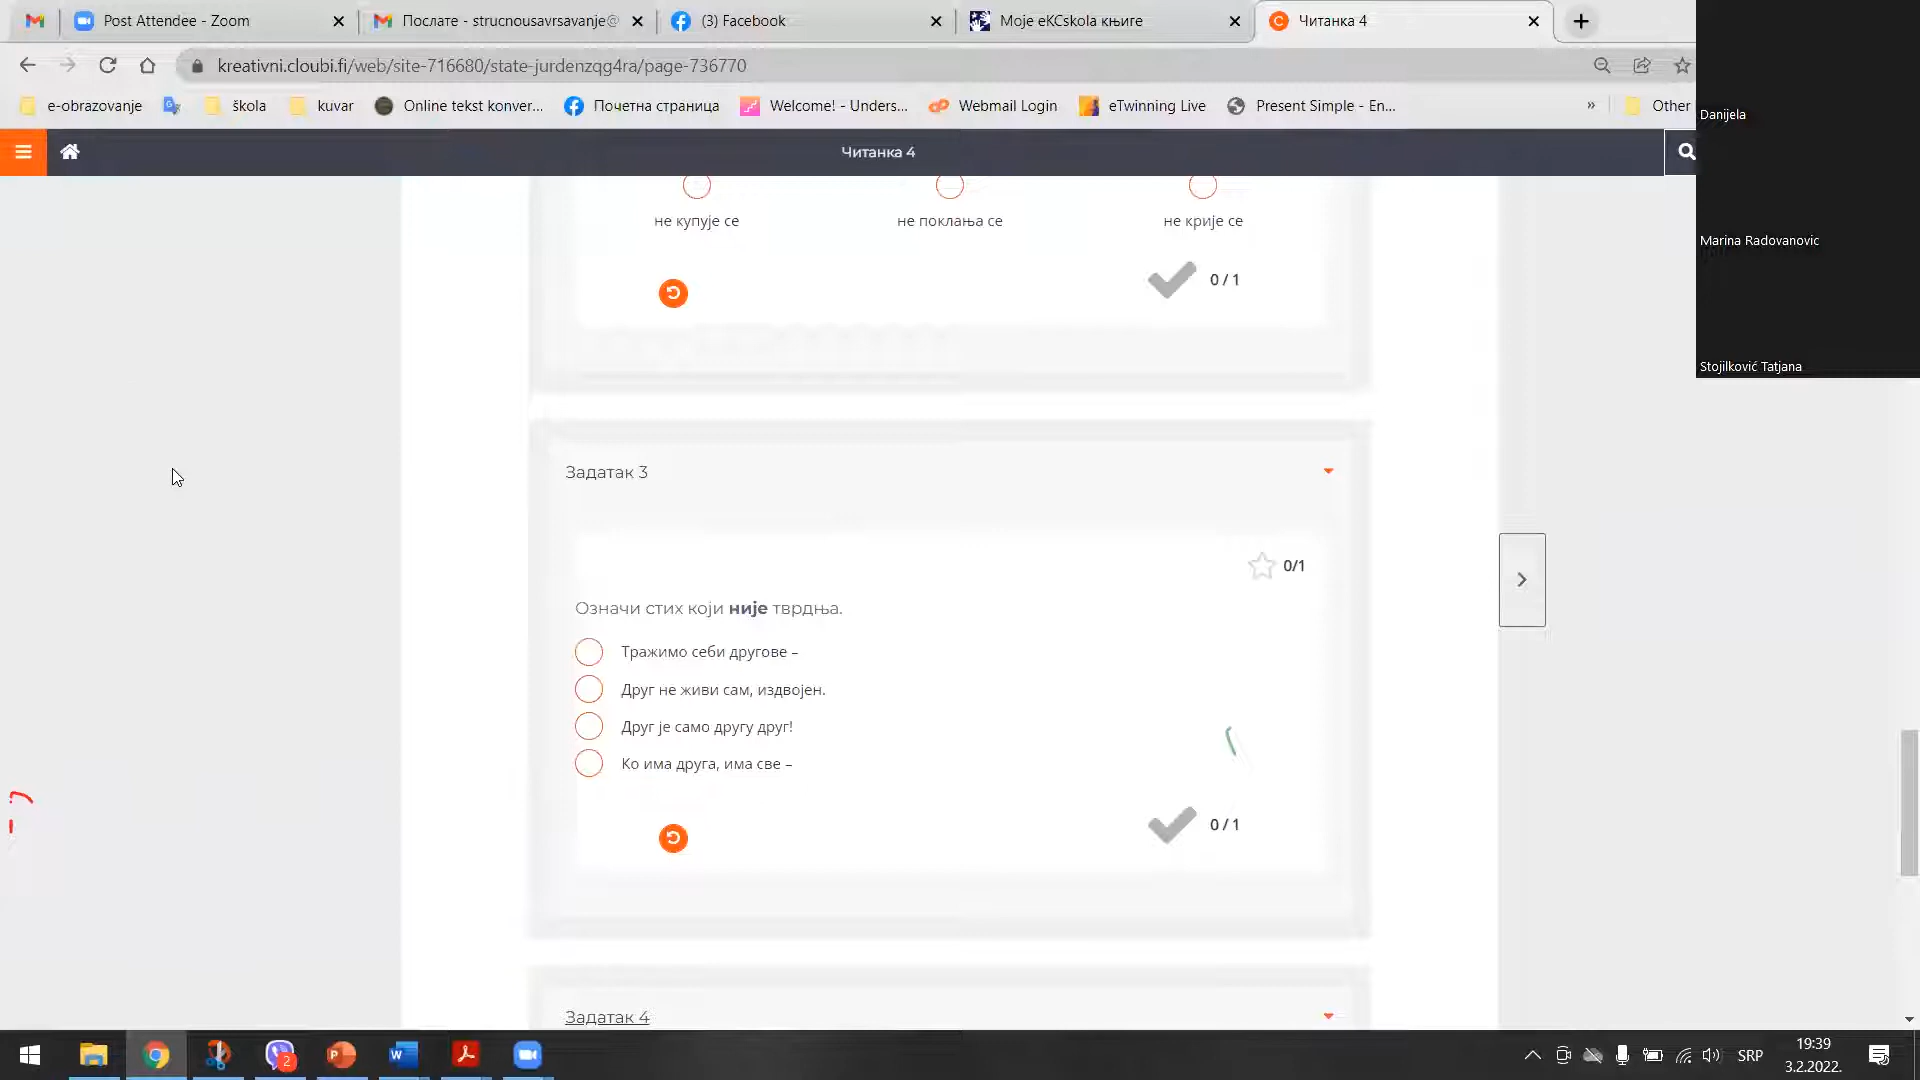 Post Attendee - Zoom
Послате - strucnousavrsavanje@
(3) Facebook
Моје eKCskola књиге
Читанка 4
kreativni.cloubi.fi/web/site-716680/state-jurdenzqg4ra/page-736770
e-obrazovanje
škola
kuvar
Online tekst konver...
Почетна страница
Welcome! - Unders...
Webmail Login
eTwinning Live
Present Simple - En...
»
Other
Danijela
Читанка 4
не купује се
не поклања се
не крије се
Marina Radovanovic
0 / 1
Stojilković Tatjana
Задатак 3
0/1
Означи стих који није тврдња.
Тражимо себи другове –
Друг не живи сам, издвојен.
Друг је само другу друг!
Ко има друга, има све –
0 / 1
Задатак 4
2
SRP
19:39
3.2.2022.